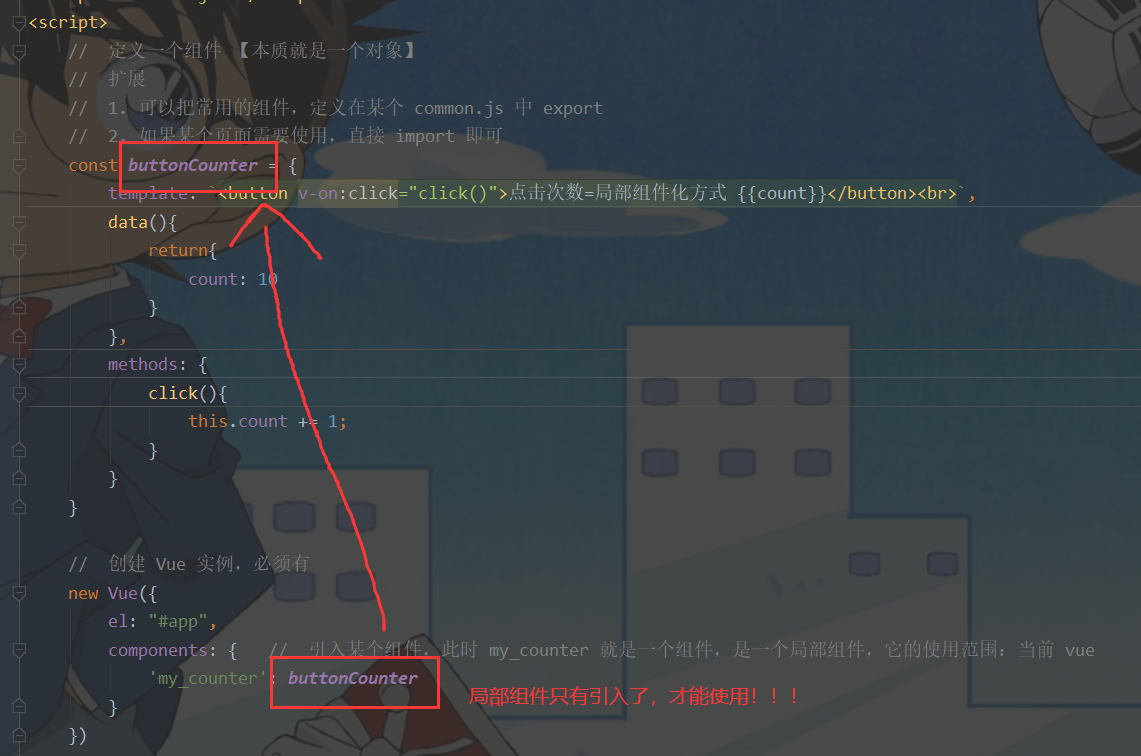 <script>
// 定义一个组件 【本质就是一个对象】
// 扩展
// 1. 可以把常用的组件，定义在某个 common.js 中 export
// 2. 如果某个页面需要使用，直接 import 即可
const buttonCounter = {
template: `<button v-on:click="click()">点击次数=局部组件化方式 {{count}}</button><br>`,
data(){
return{
count: 10
}
},
methods: {
click(){
this.count += 1;
}
}
}
// 创建 Vue 实例，必须有
new Vue({
el: "#app",
components: { // 引入某个组件，此时 my_counter 就是一个组件，是一个局部组件，它的使用范围：当前 vue
'my_counter': buttonCounter
局部组件只有引入了，才能使用！！！
}
})